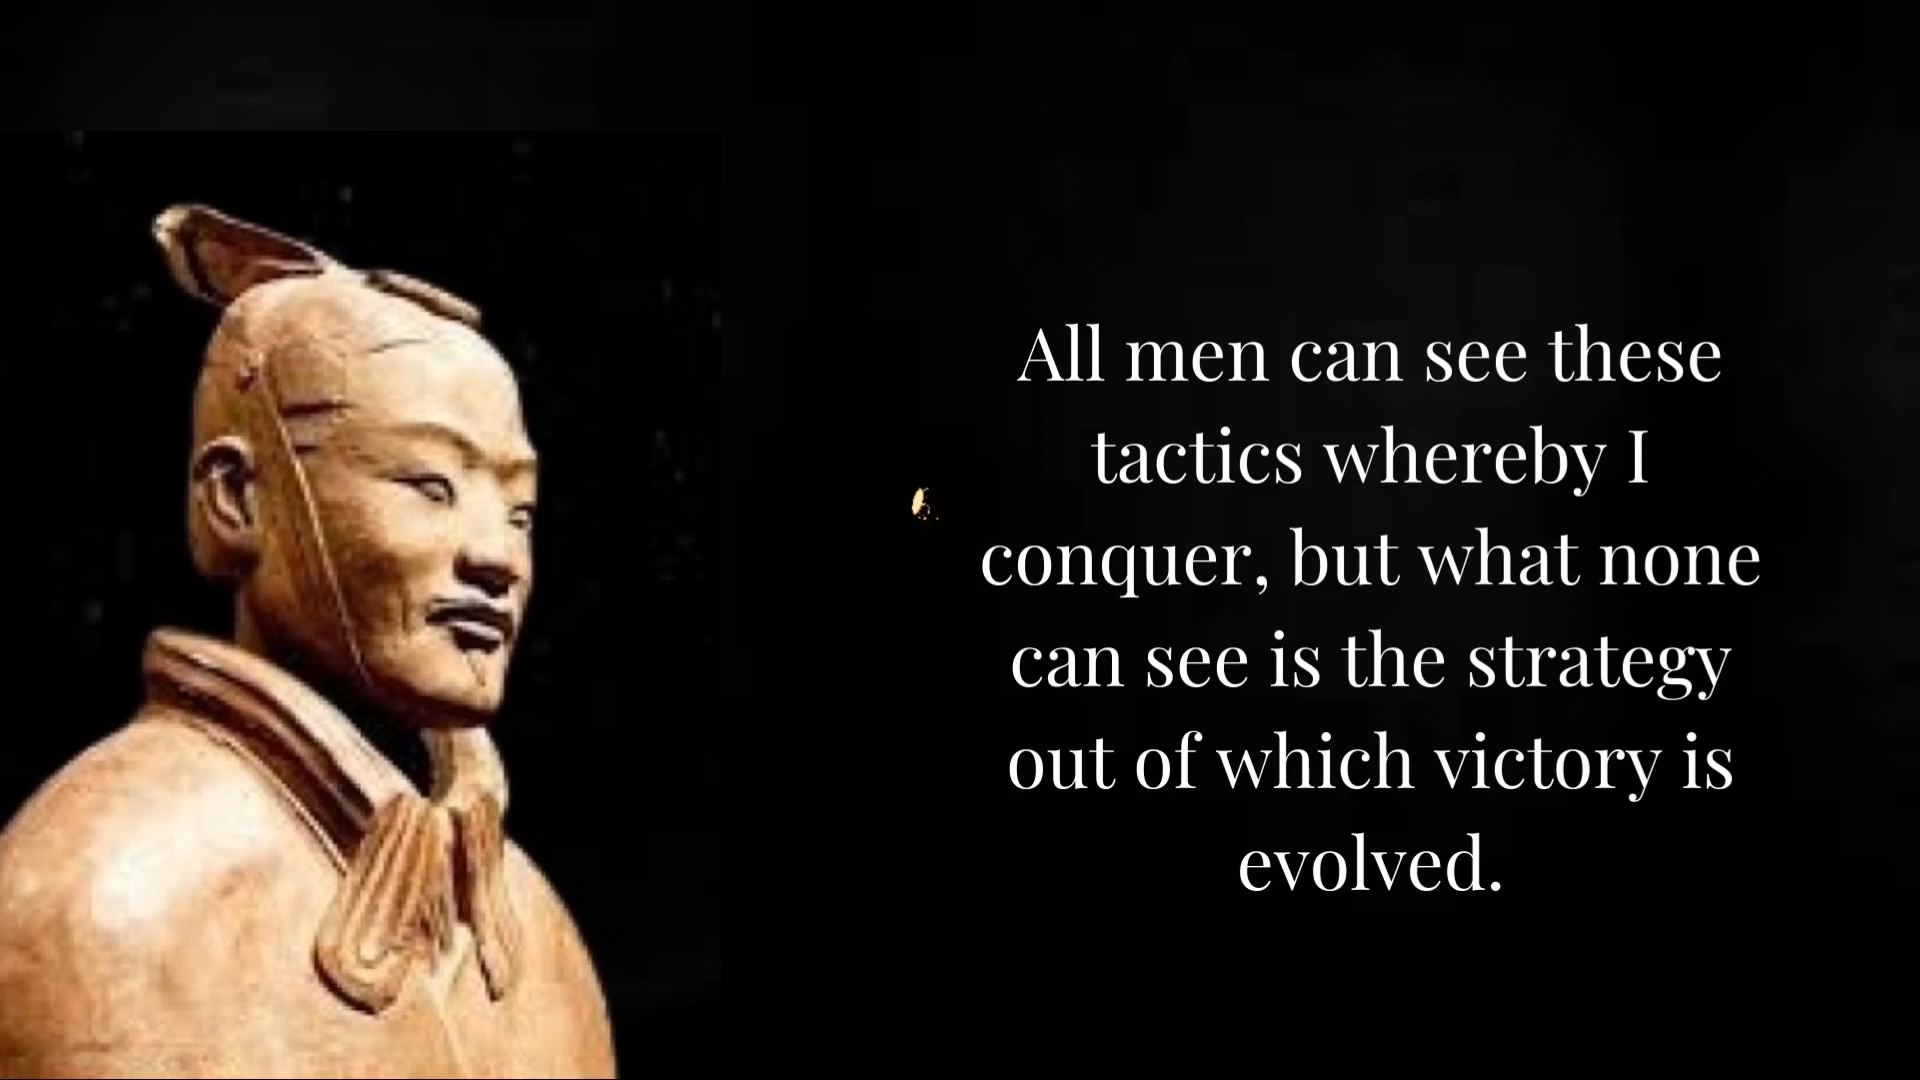 All men can see these
tactics whereby I
conquer, but what none
can see is the strategy
out of which victory is
evolved.